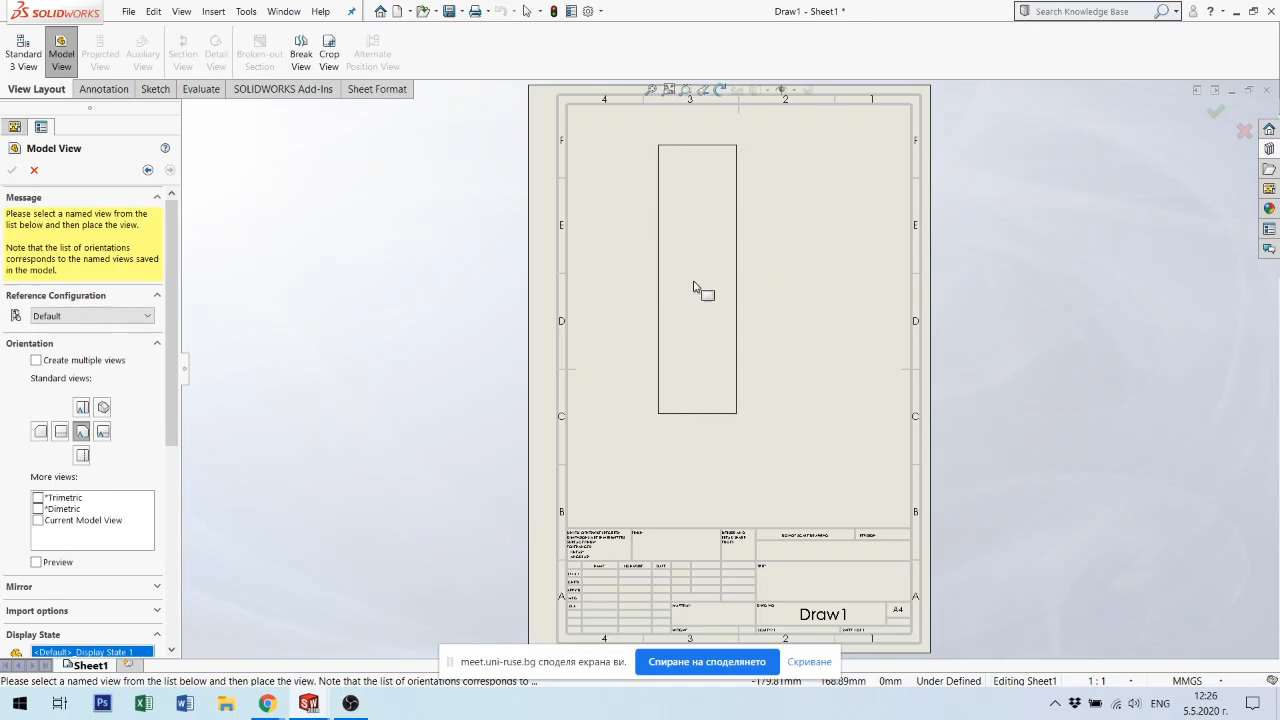 SOLIDWORKS
File
Edit
View
Insert
Tools
Window
Help
Draw1 - Sheet1 *
Search Knowledge Base
Standard
3 View
Model
View
Projected
View
Auxiliary
View
Section
View
Detail
View
Broken-out
Section
Break
View
Crop
View
Alternate
Position View
View Layout
Annotation
Sketch
Evaluate
SOLIDWORKS Add-Ins
Sheet Format
Model View
Message
Please select a named view from the
list below and then place the view.
Note that the list of orientations
corresponds to the named views saved
in the model.
Reference Configuration
Default
Orientation
Create multiple views
Standard views:
More views:
*Trimetric
*Dimetric
Current Model View
Preview
Mirror
Import options
Display State
<Default>_Display State 1
4 3 2 1
F F
E E
D D
C C
B B
A A
Draw1
A4
4 3 2 1
Sheet1
meet.uni-ruse.bg споделя екрана ви.
Спиране на споделянето
Скриване
Please select a named view from the list below and then place the view. Note that the list of orientations corresponds to ...
-179.81mm
168.89mm
0mm
Under Defined
Editing Sheet1
1 : 1
MMGS
ENG
12:26
5.5.2020 г.